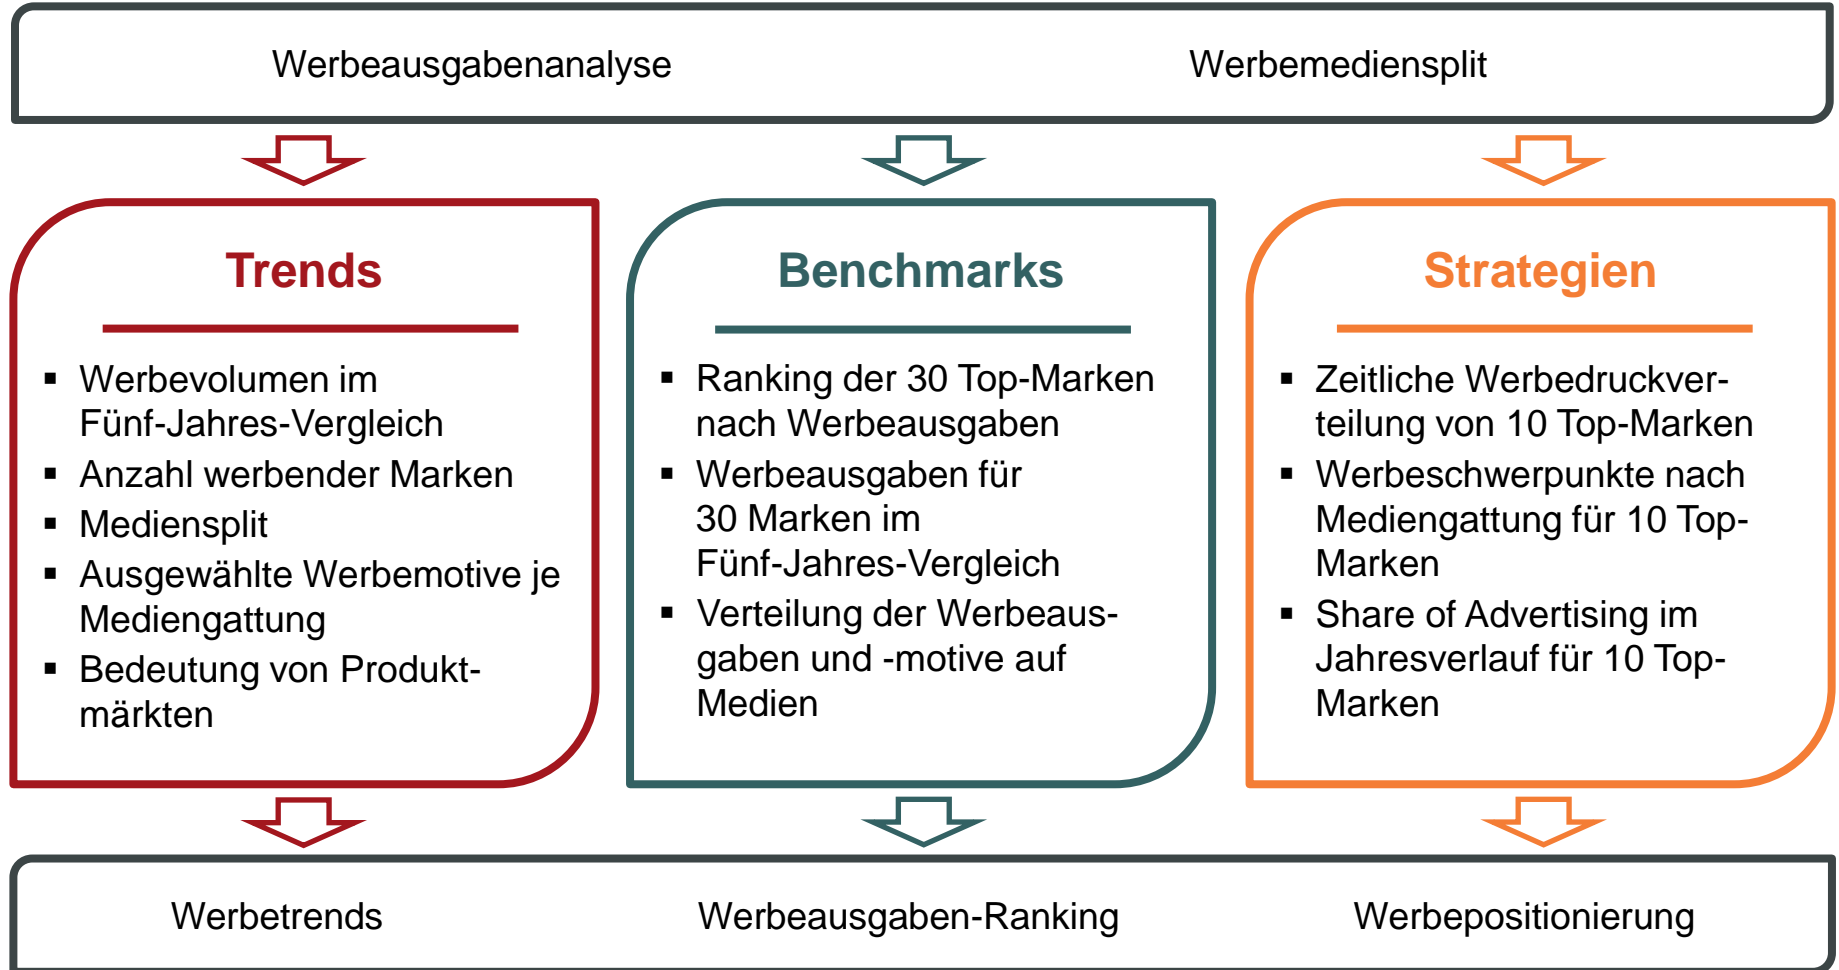 Werbeausgabenanalyse
Werbemediensplit
Trends
▪ Werbevolumen im
Fünf-Jahres-Vergleich
▪ Anzahl werbender Marken
▪ Mediensplit
▪ Ausgewählte Werbemotive je
Mediengattung
▪ Bedeutung von Produkt-
märkten
Benchmarks
▪ Ranking der 30 Top-Marken
nach Werbeausgaben
▪ Werbeausgaben für
30 Marken im
Fünf-Jahres-Vergleich
▪ Verteilung der Werbeaus-
gaben und -motive auf
Medien
Strategien
▪ Zeitliche Werbedruckver-
teilung von 10 Top-Marken
▪ Werbeschwerpunkte nach
Mediengattung für 10 Top-
Marken
▪ Share of Advertising im
Jahresverlauf für 10 Top-
Marken
Werbetrends
Werbeausgaben-Ranking
Werbepositionierung